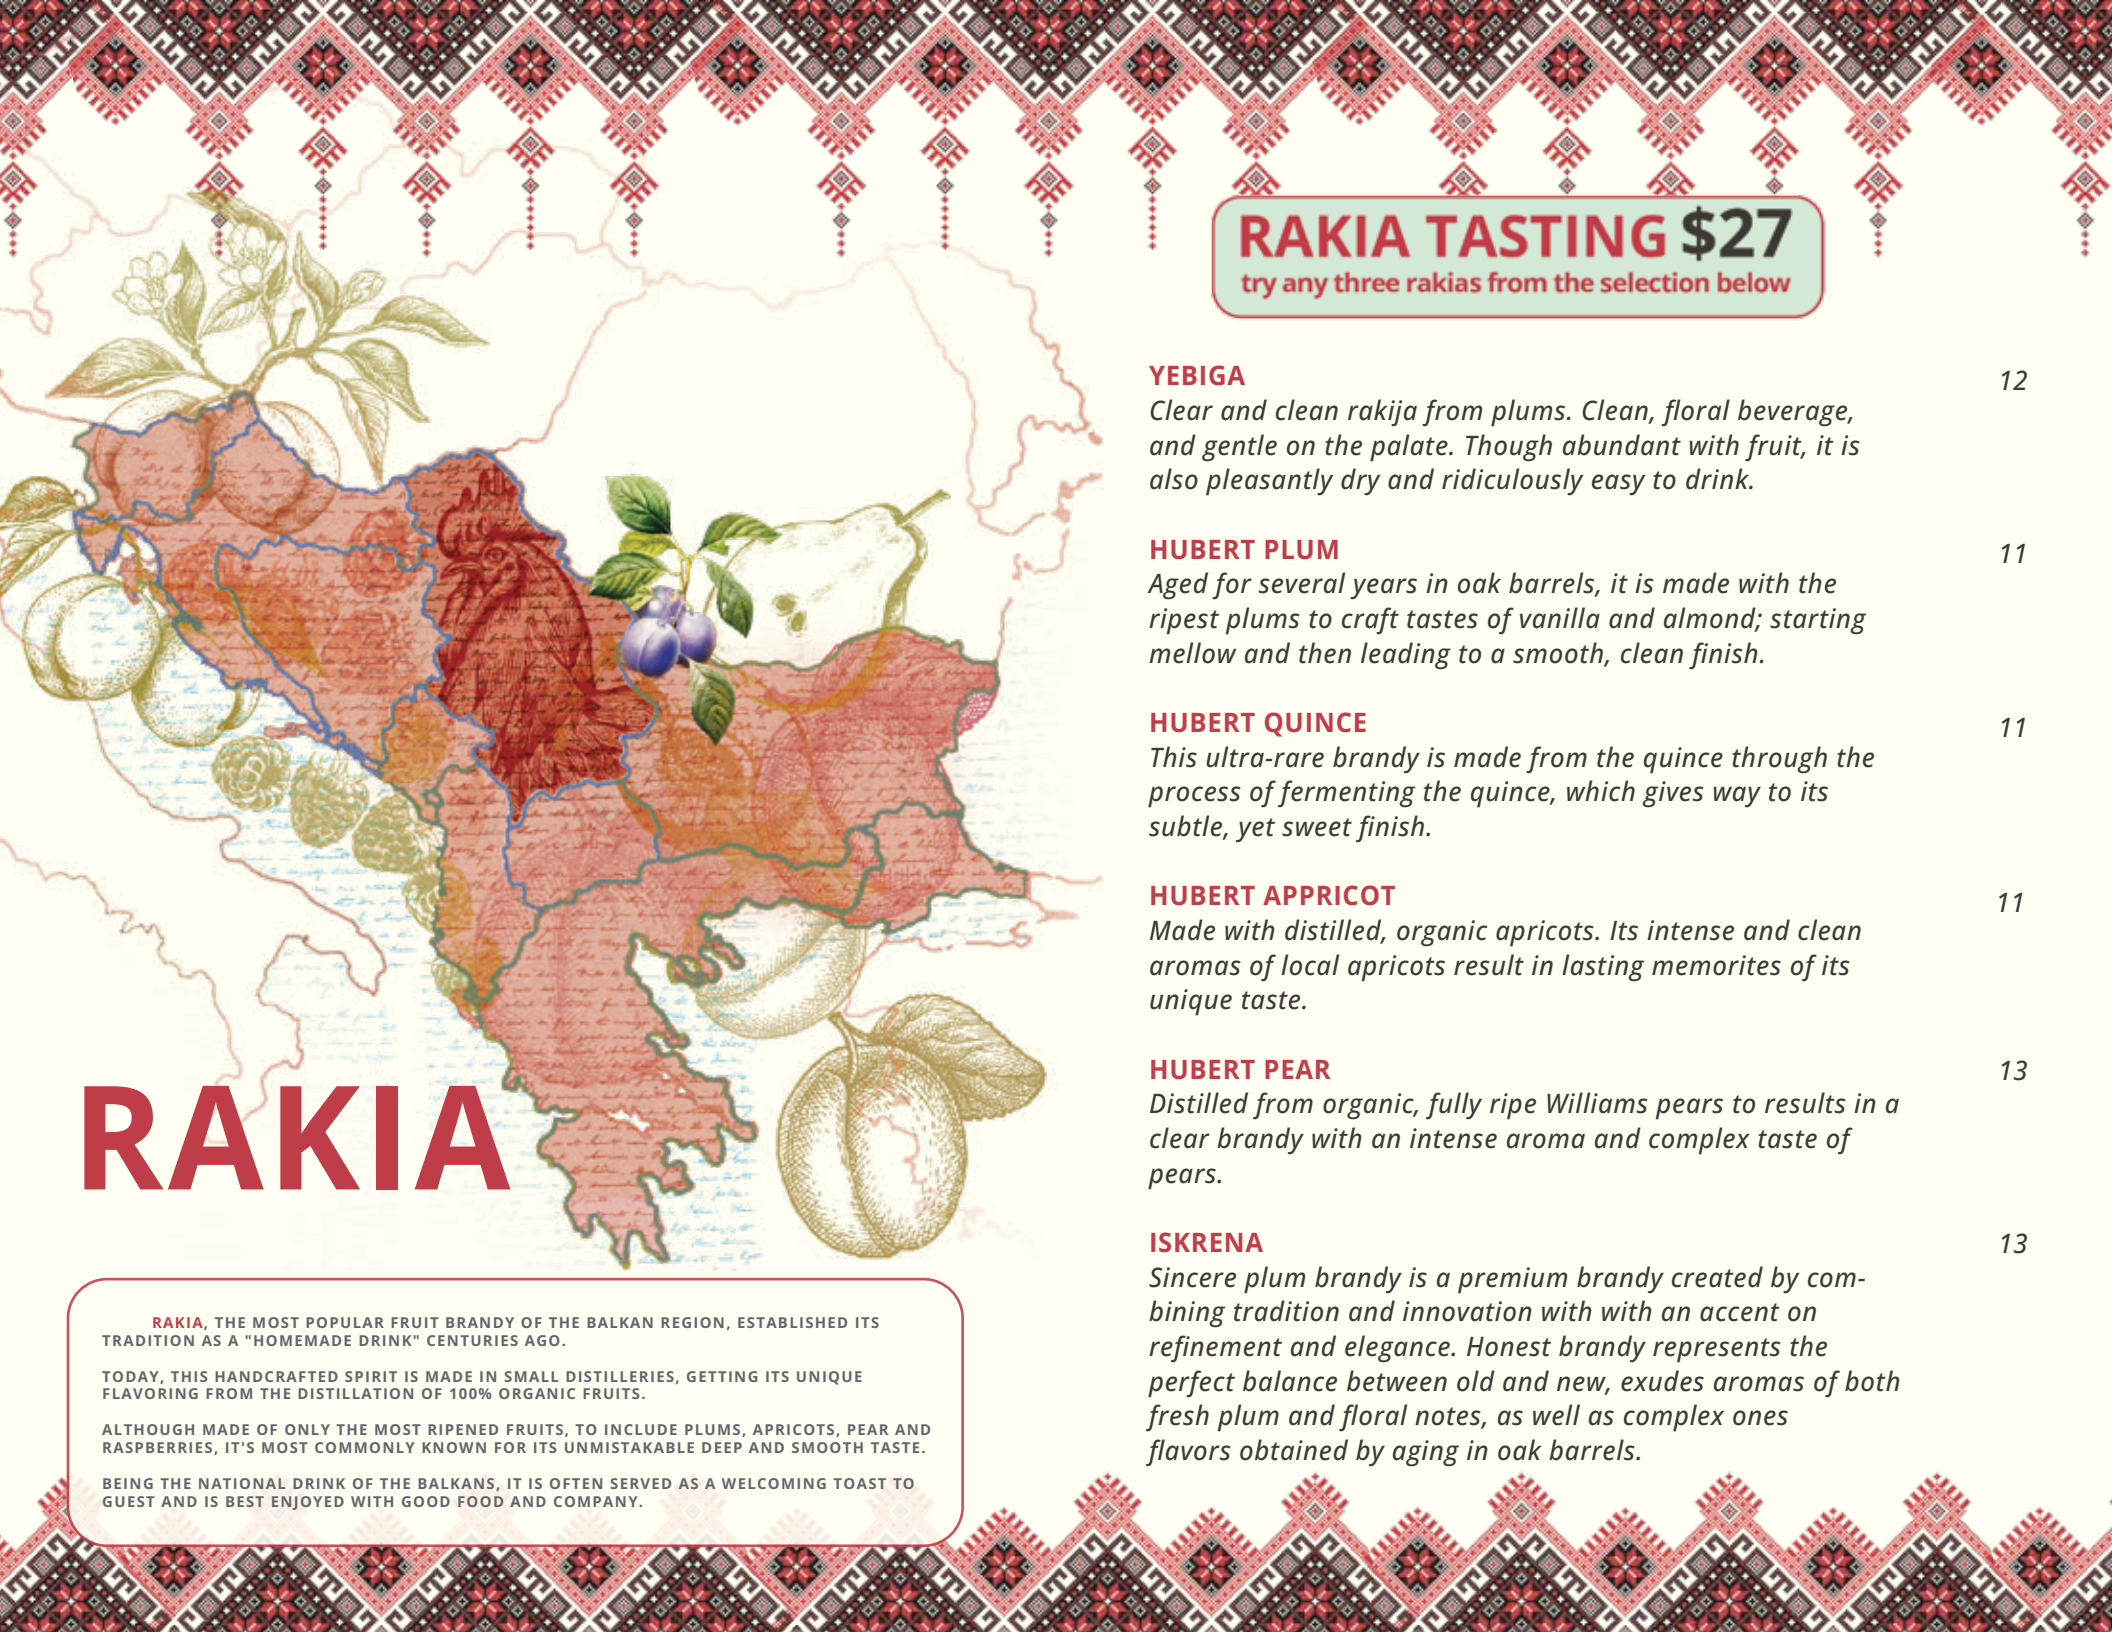 RAKIA TASTING $27
try any three rakias from the selection below
YEBIGA 12
Clear and clean rakija from plums. Clean, floral beverage,
and gentle on the palate. Though abundant with fruit, it is
also pleasantly dry and ridiculously easy to drink.
HUBERT PLUM 11
Aged for several years in oak barrels, it is made with the
ripest plums to craft tastes of vanilla and almond; starting
mellow and then leading to a smooth, clean finish.
HUBERT QUINCE 11
This ultra-rare brandy is made from the quince through the
process of fermenting the quince, which gives way to its
subtle, yet sweet finish.
HUBERT APPRICOT 11
Made with distilled, organic apricots. Its intense and clean
aromas of local apricots result in lasting memorites of its
unique taste.
HUBERT PEAR 13
Distilled from organic, fully ripe Williams pears to results in a
clear brandy with an intense aroma and complex taste of
pears.
ISKRENA 13
Sincere plum brandy is a premium brandy created by com-
bining tradition and innovation with with an accent on
refinement and elegance. Honest brandy represents the
perfect balance between old and new, exudes aromas of both
fresh plum and floral notes, as well as complex ones
flavors obtained by aging in oak barrels.
RAKIA
RAKIA, THE MOST POPULAR FRUIT BRANDY OF THE BALKAN REGION, ESTABLISHED ITS
TRADITION AS A "HOMEMADE DRINK" CENTURIES AGO.
TODAY, THIS HANDCRAFTED SPIRIT IS MADE IN SMALL DISTILLERIES, GETTING ITS UNIQUE
FLAVORING FROM THE DISTILLATION OF 100% ORGANIC FRUITS.
ALTHOUGH MADE OF ONLY THE MOST RIPENED FRUITS, TO INCLUDE PLUMS, APRICOTS, PEAR AND
RASPBERRIES, IT'S MOST COMMONLY KNOWN FOR ITS UNMISTAKABLE DEEP AND SMOOTH TASTE.
BEING THE NATIONAL DRINK OF THE BALKANS, IT IS OFTEN SERVED AS A WELCOMING TOAST TO
GUEST AND IS BEST ENJOYED WITH GOOD FOOD AND COMPANY.